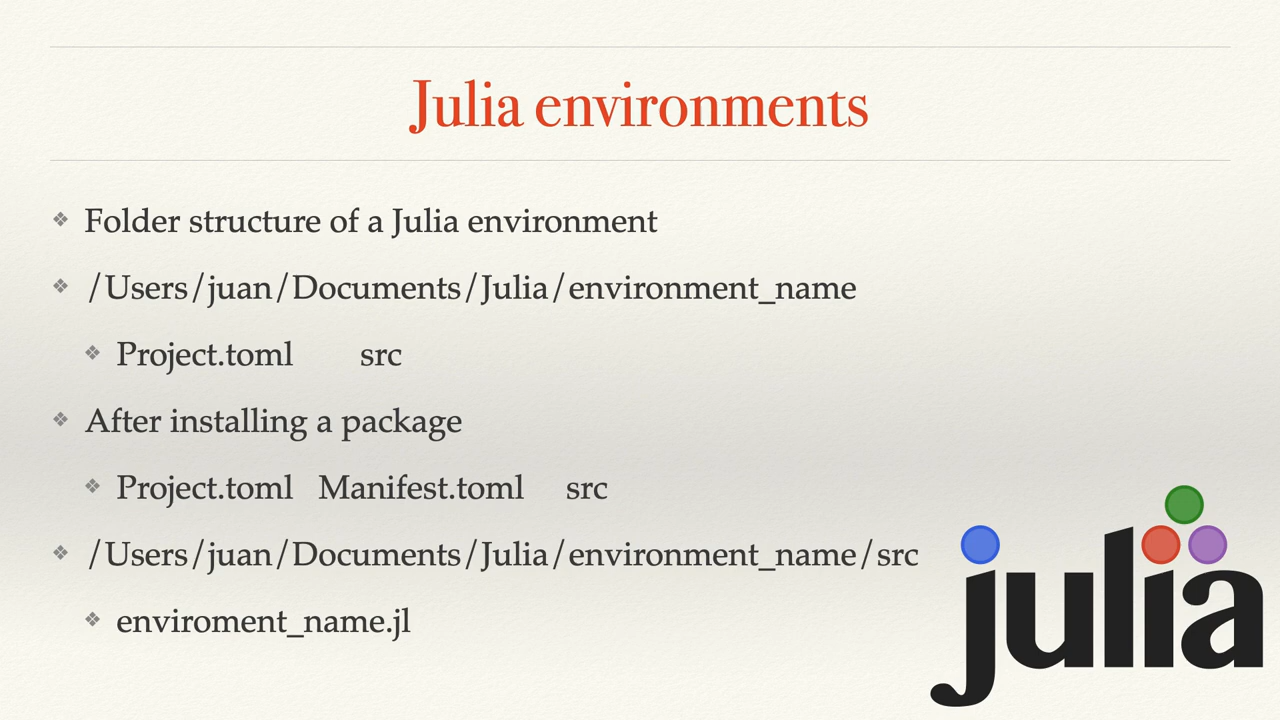 Julia environments
Folder structure of a Julia environment
/Users/juan/Documents/Julia/environment_name
Project.toml src
After installing a package
Project.toml Manifest.toml src
/Users/juan/Documents/Julia/environment_name/src
enviroment_name.jl
julia